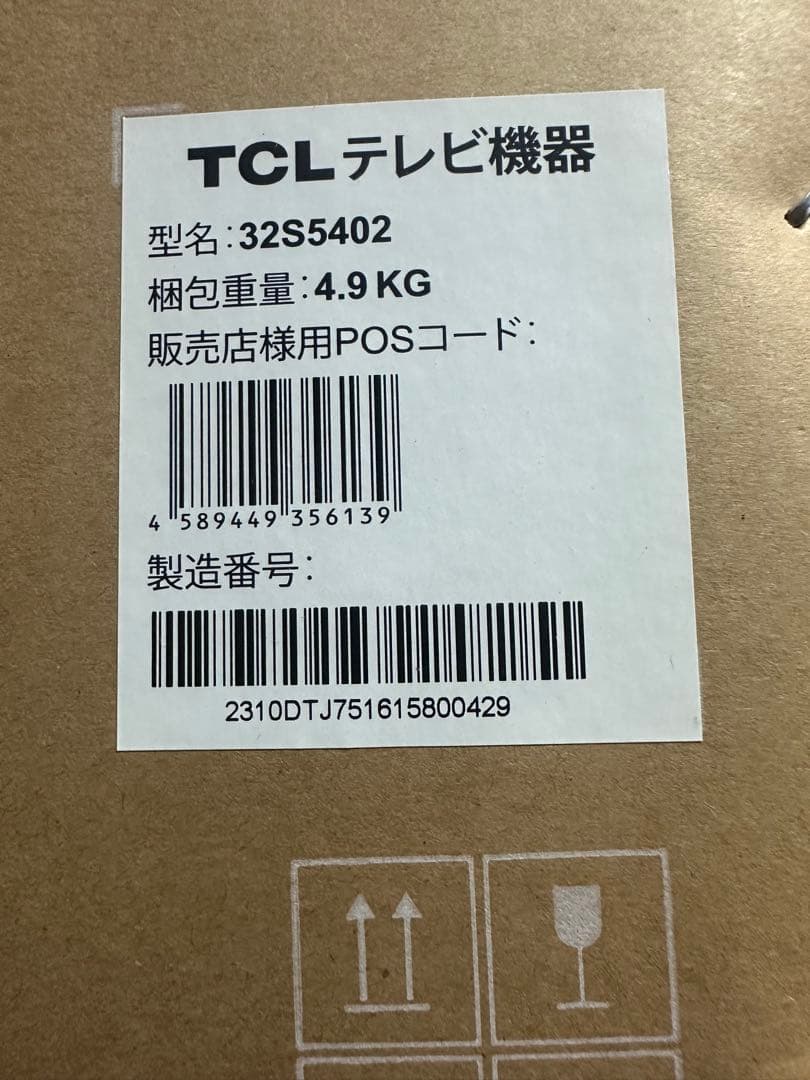 TCLテレビ機器
型名:32S5402
梱包重量:4.9 KG
販売店様用POSコード:
4 589449 356139
製造番号:
2310DTJ751615800429